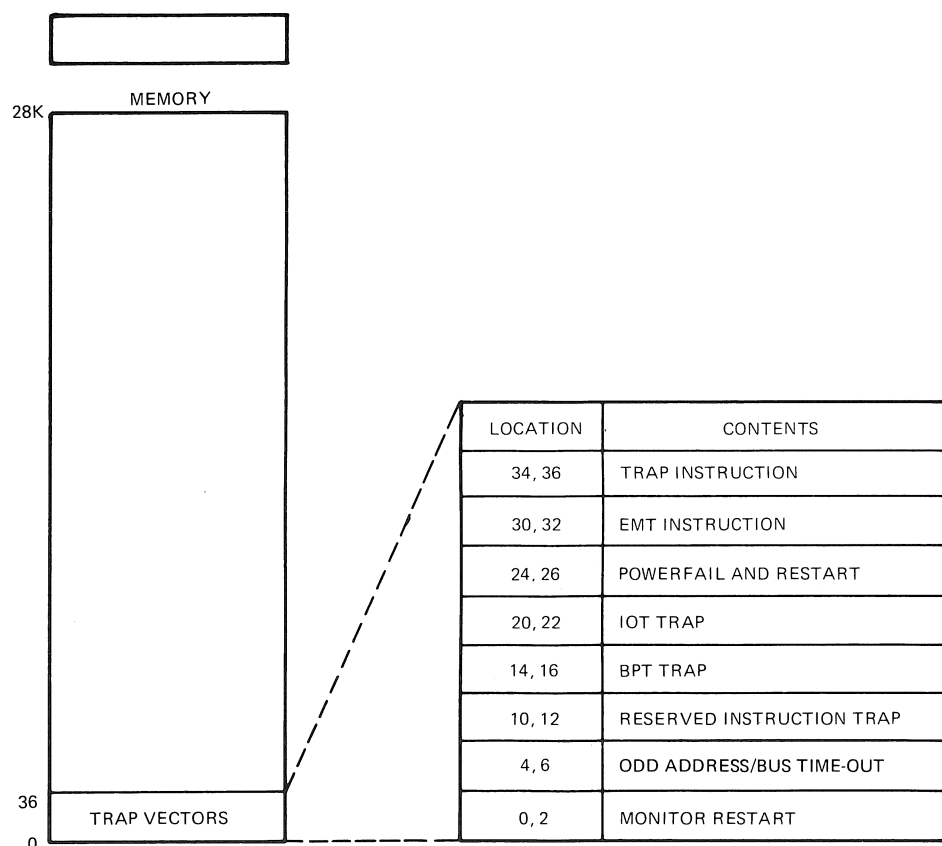 MEMORY
28K
LOCATION CONTENTS
34, 36 TRAP INSTRUCTION
30, 32 EMT INSTRUCTION
24, 26 POWERFAIL AND RESTART
20, 22 IOT TRAP
14, 16 BPT TRAP
10, 12 RESERVED INSTRUCTION TRAP
4, 6 ODD ADDRESS/BUS TIME-OUT
36
TRAP VECTORS 0, 2 MONITOR RESTART
0